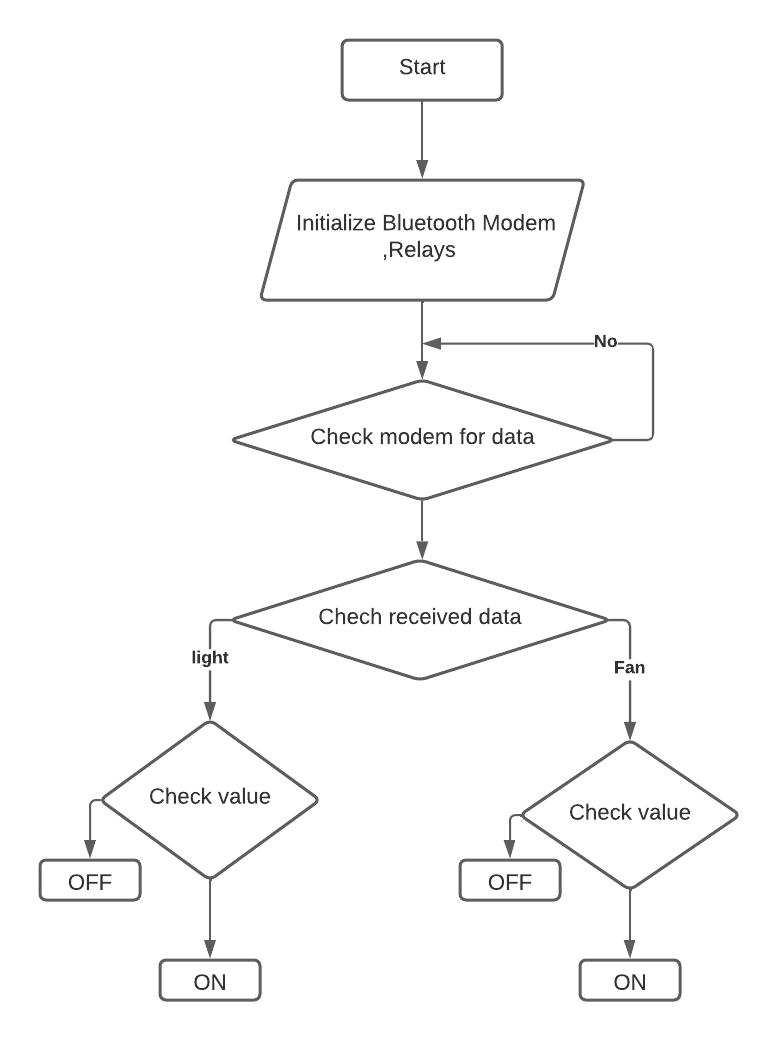 Start
Initialize Bluetooth Modem
,Relays
No
Check modem for data
Chech received data
light
Fan
Check value
Check value
OFF
OFF
ON
ON